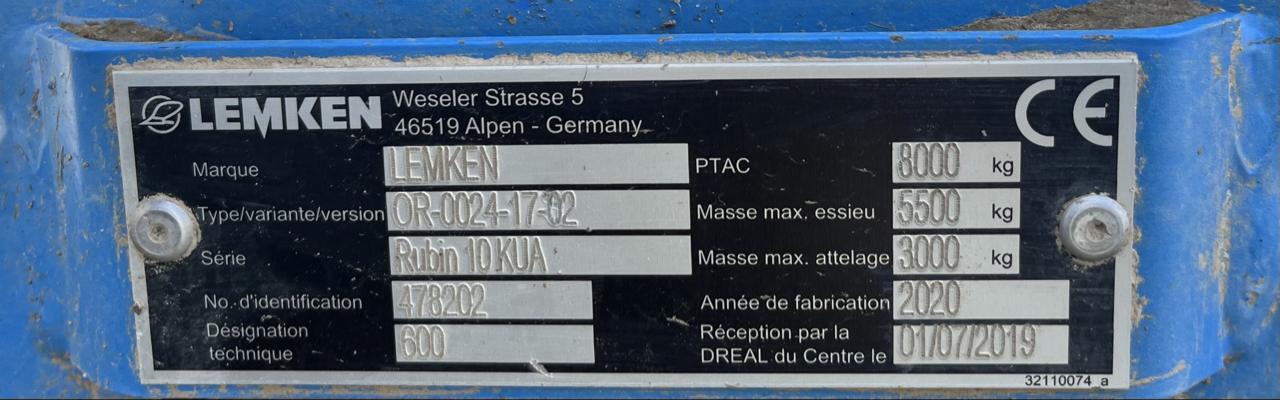 LEMKEN Weseler Strasse 5
46519 Alpen - Germany
CE
Marque LEMKEN PTAC 8000 kg
Type/variante/version OR-0024-17-02 Masse max. essieu 5500 kg
Série Rubin 10 KUA Masse max. attelage 3000 kg
No. d'identification 478202 Année de fabrication 2020
Désignation technique 600 Réception par la DREAL du Centre le 01/07/2019
32110074_a